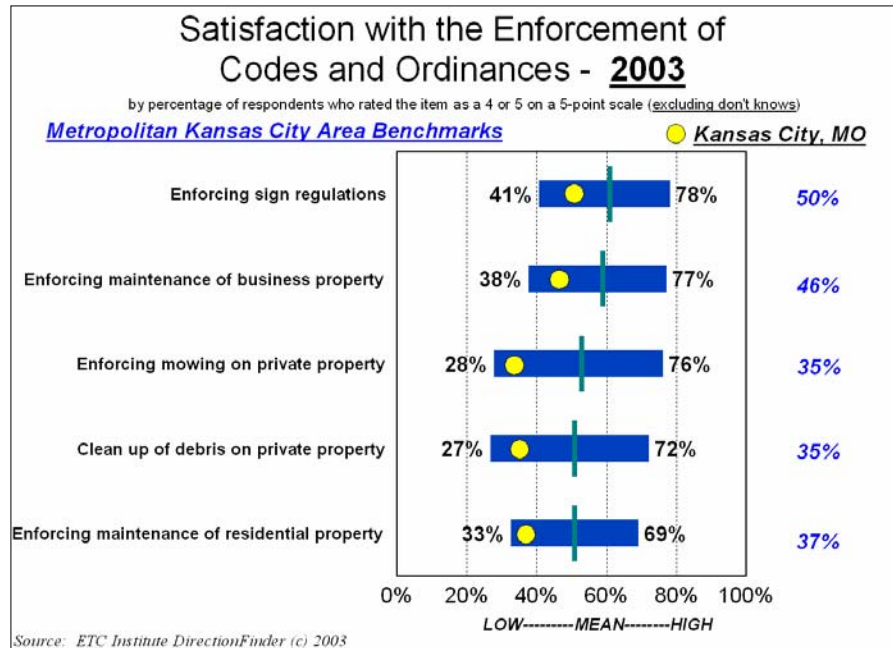 Satisfaction with the Enforcement of
Codes and Ordinances - 2003
by percentage of respondents who rated the item as a 4 or 5 on a 5-point scale (excluding don't knows)
Metropolitan Kansas City Area Benchmarks
Kansas City, MO
Enforcing sign regulations 41% 78% 50%
Enforcing maintenance of business property 38% 77% 46%
Enforcing mowing on private property 28% 76% 35%
Clean up of debris on private property 27% 72% 35%
Enforcing maintenance of residential property 33% 69% 37%
0% 20% 40% 60% 80% 100%
LOW---------MEAN--------HIGH
Source: ETC Institute DirectionFinder (c) 2003